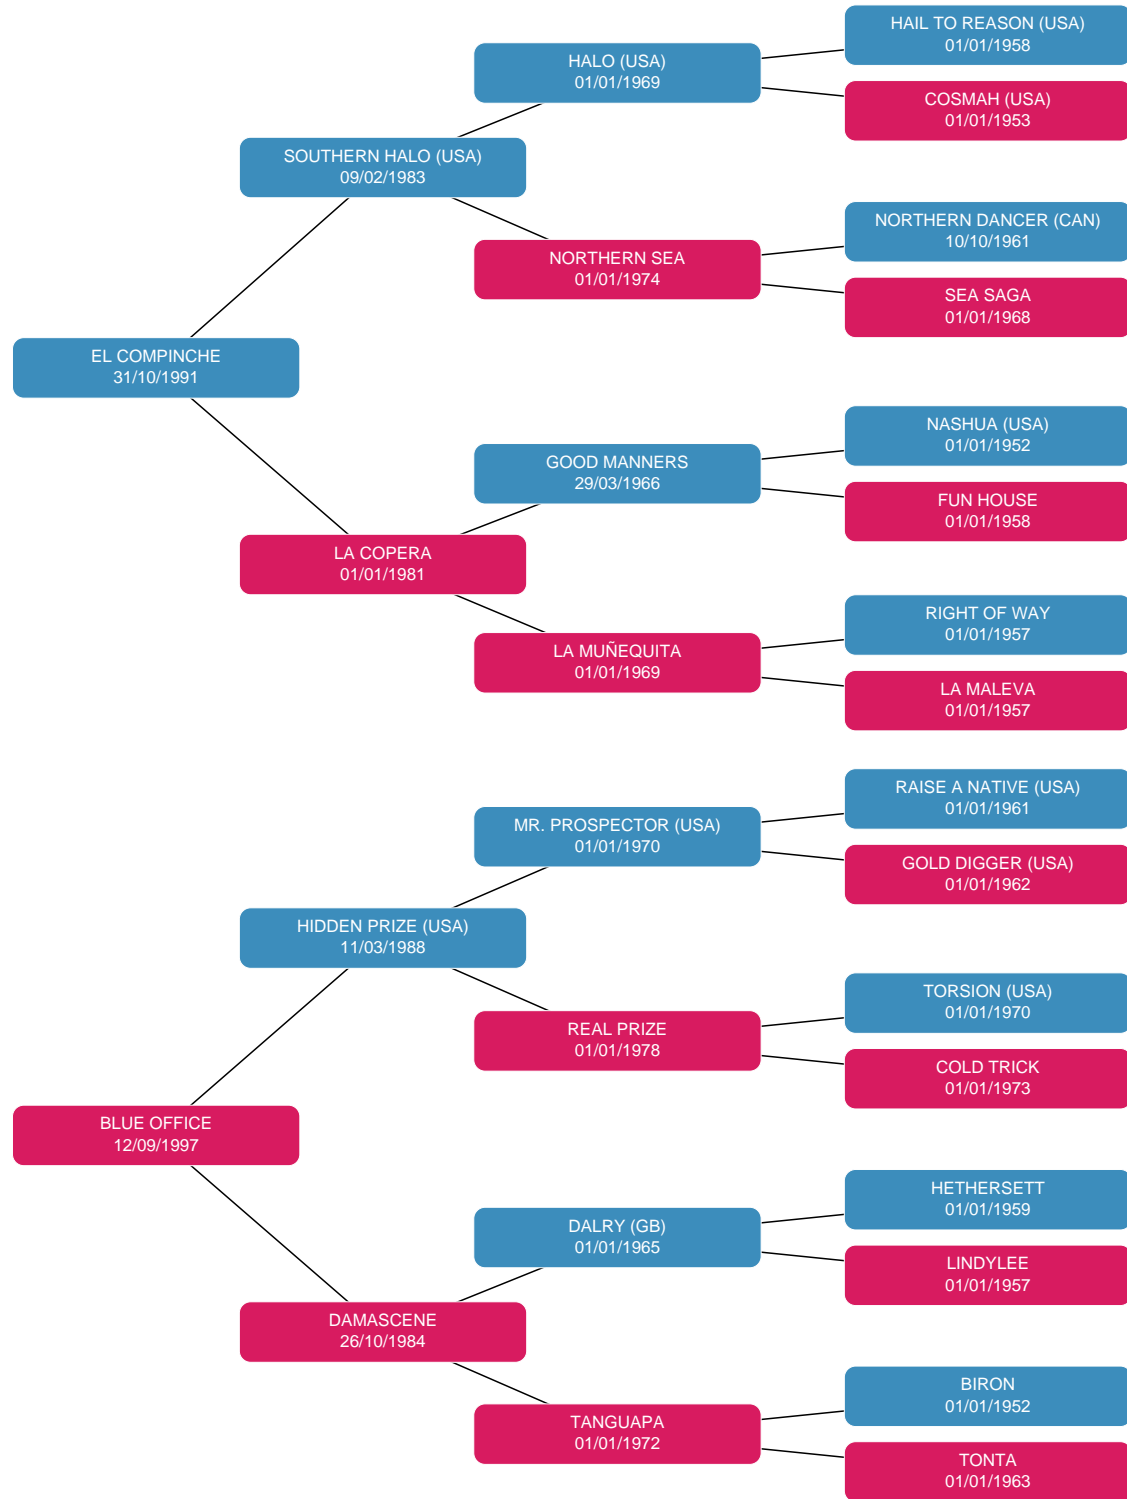 HAIL TO REASON (USA)
01/01/1958
HALO (USA)
01/01/1969
COSMAH (USA)
01/01/1953
SOUTHERN HALO (USA)
09/02/1983
NORTHERN DANCER (CAN)
10/10/1961
NORTHERN SEA
01/01/1974
SEA SAGA
01/01/1968
EL COMPINCHE
31/10/1991
NASHUA (USA)
01/01/1952
GOOD MANNERS
29/03/1966
FUN HOUSE
01/01/1958
LA COPERA
01/01/1981
RIGHT OF WAY
01/01/1957
LA MUÑEQUITA
01/01/1969
LA MALEVA
01/01/1957
RAISE A NATIVE (USA)
01/01/1961
MR. PROSPECTOR (USA)
01/01/1970
GOLD DIGGER (USA)
01/01/1962
HIDDEN PRIZE (USA)
11/03/1988
TORSION (USA)
01/01/1970
REAL PRIZE
01/01/1978
COLD TRICK
01/01/1973
BLUE OFFICE
12/09/1997
HETHERSETT
01/01/1959
DALRY (GB)
01/01/1965
LINDYLEE
01/01/1957
DAMASCENE
26/10/1984
BIRON
01/01/1952
TANGUAPA
01/01/1972
TONTA
01/01/1963